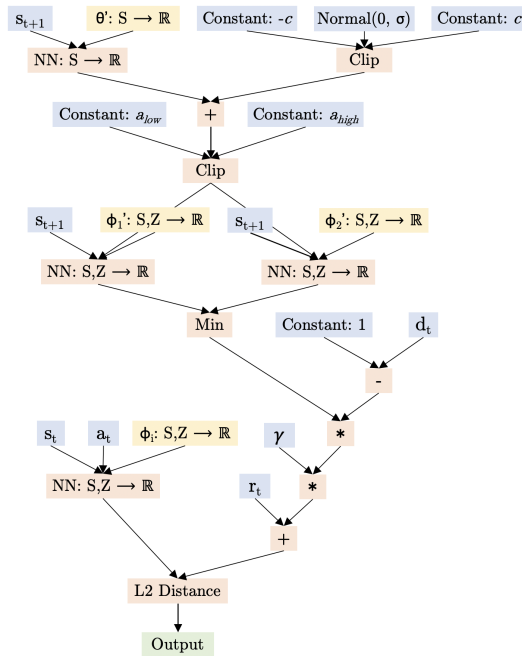 s_{t+1}
θ': S → ℝ
Constant: -c
Normal(0, σ)
Constant: c
NN: S → ℝ
Clip
Constant: a_{low}
+
Constant: a_{high}
Clip
s_{t+1}
ϕ_1': S,Z → ℝ
s_{t+1}
ϕ_2': S,Z → ℝ
NN: S,Z → ℝ
NN: S,Z → ℝ
Min
Constant: 1
d_t
-
s_t
a_t
ϕ_i: S,Z → ℝ
γ
*
NN: S,Z → ℝ
r_t
*
+
L2 Distance
Output